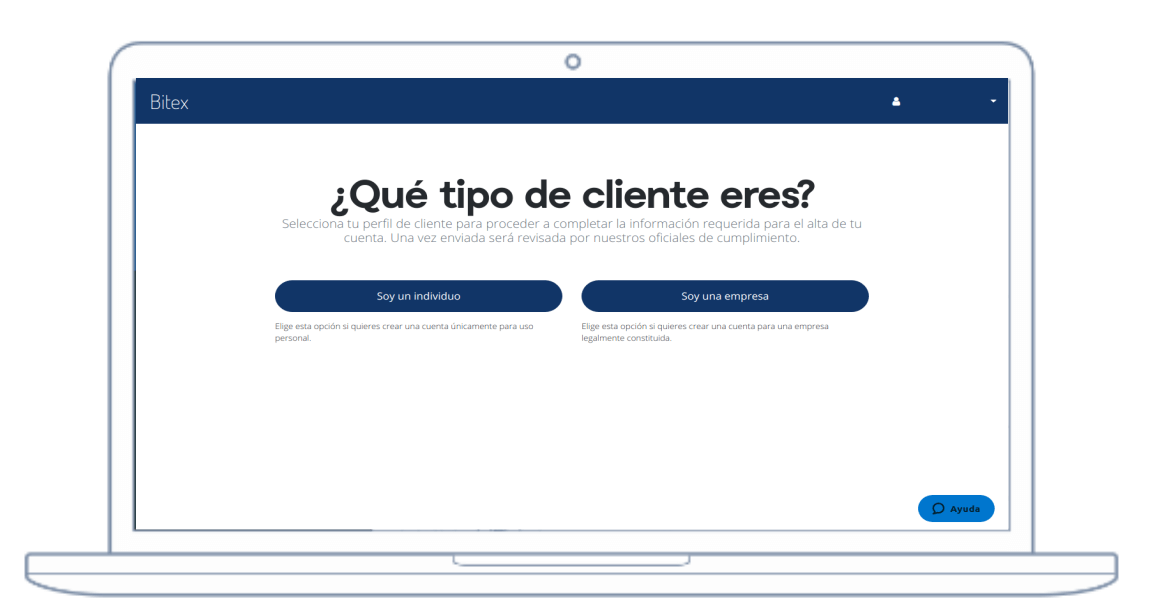 Bitex
¿Qué tipo de cliente eres?
Selecciona tu perfil de cliente para proceder a completar la información requerida para el alta de tu
cuenta. Una vez enviada será revisada por nuestros oficiales de cumplimiento.
Soy un individuo
Elige esta opción si quieres crear una cuenta únicamente para uso
personal.
Soy una empresa
Elige esta opción si quieres crear una cuenta para una empresa
legalmente constituida.
Ayuda